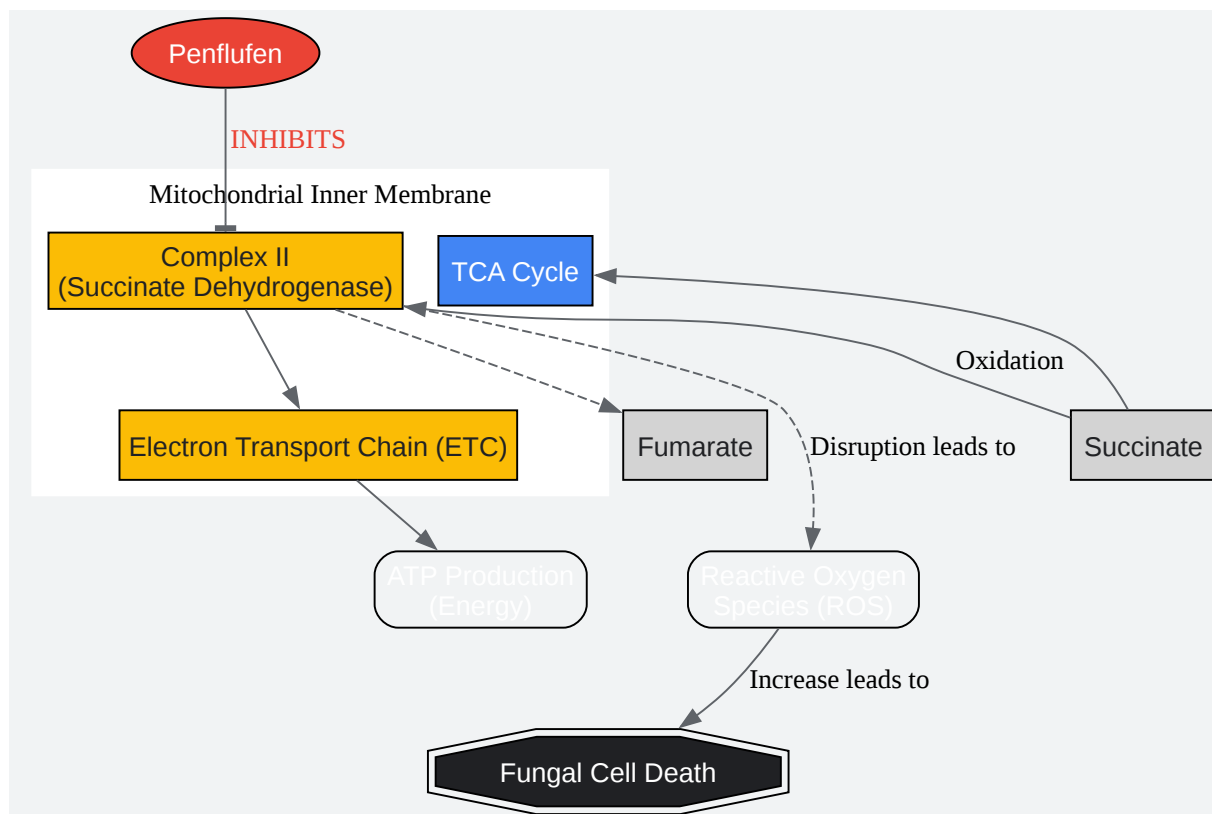 Penflufen
INHIBITS
Mitochondrial Inner Membrane
Complex II
(Succinate Dehydrogenase)
TCA Cycle
Oxidation
Electron Transport Chain (ETC)
Fumarate
Disruption leads to
Succinate
ATP Production
(Energy)
Reactive Oxygen
Species (ROS)
Increase leads to
Fungal Cell Death